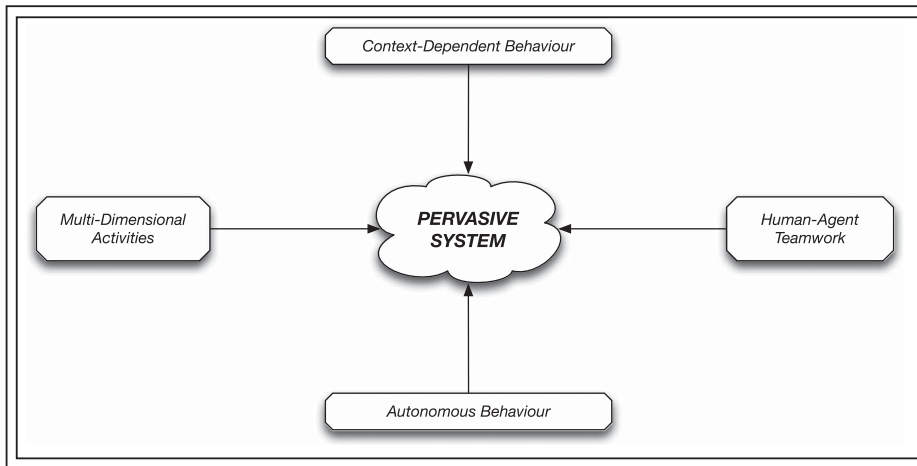 Context-Dependent Behaviour
Multi-Dimensional
Activities
PERVASIVE
SYSTEM
Human-Agent
Teamwork
Autonomous Behaviour